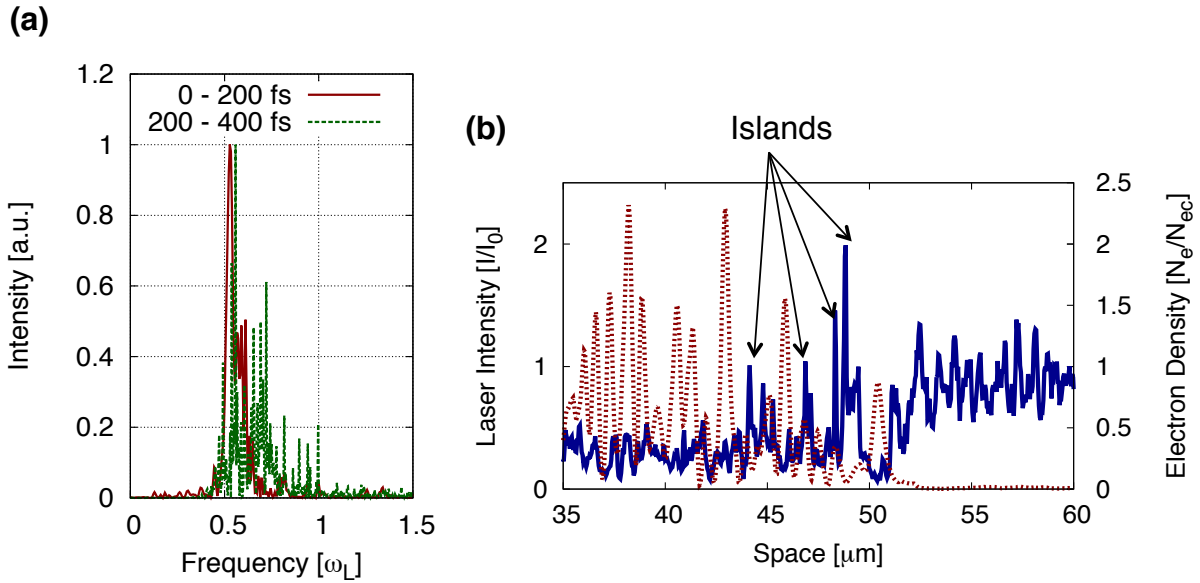 (a)
1.2
1
0.8
0.6
0.4
0.2
0
0 - 200 fs
200 - 400 fs
Intensity [a.u.]
0 0.5 1 1.5
Frequency [ω_L]
(b)
Islands
2
1
0
2.5
2
1.5
1
0.5
0
Laser Intensity [I/I_0]
Electron Density [N_e/N_ec]
35 40 45 50 55 60
Space [μm]